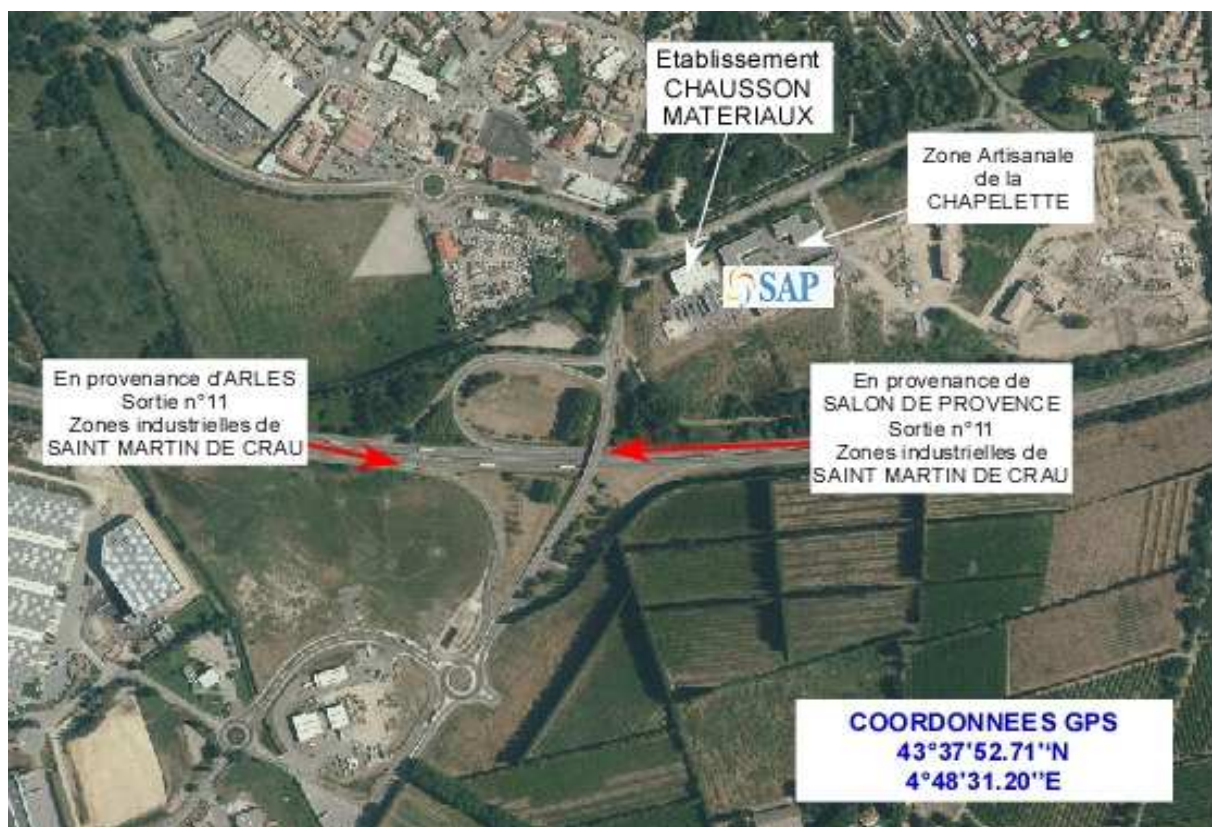 Etablissement
CHAUSSON
MATERIAUX
Zone Artisanale
de la
CHAPELETTE
SAP
En provenance d'ARLES
Sortie n°11
Zones industrielles de
SAINT MARTIN DE CRAU
En provenance de
SALON DE PROVENCE
Sortie n°11
Zones industrielles de
SAINT MARTIN DE CRAU
COORDONNEES GPS
43°37'52.71''N
4°48'31.20''E